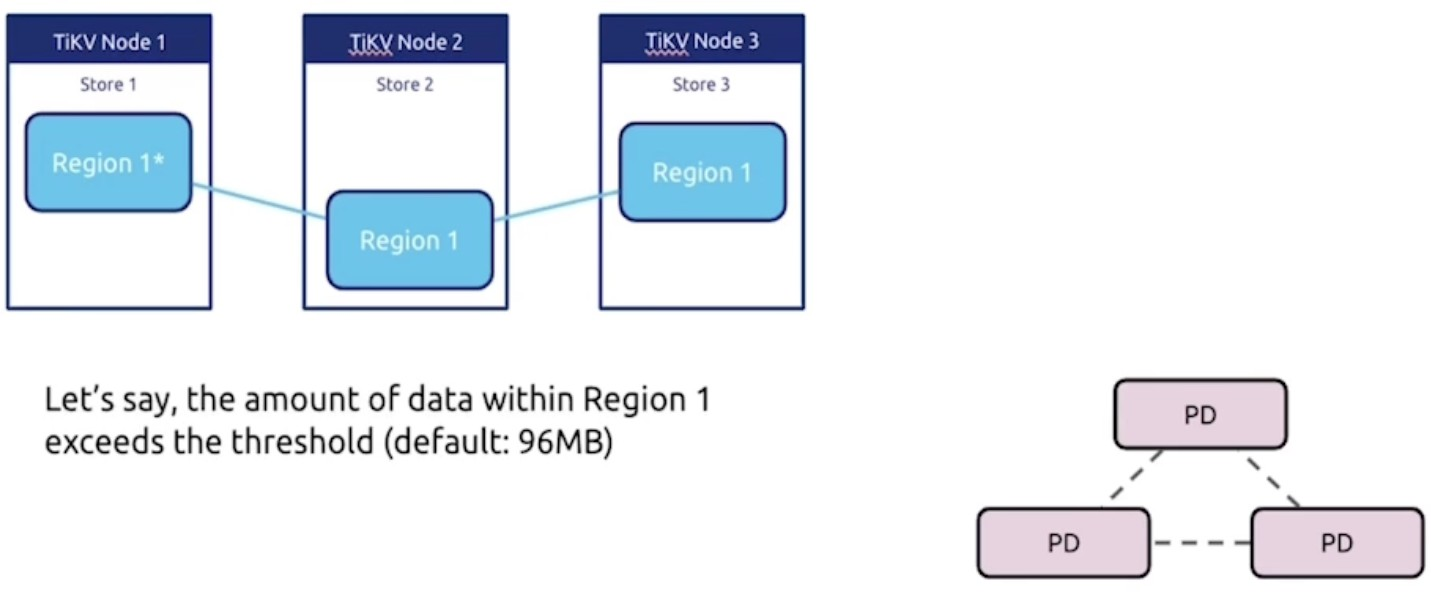 TiKV Node 1
TiKV Node 2
TiKV Node 3
Store 1
Store 2
Store 3
Region 1*
Region 1
Region 1
Let's say, the amount of data within Region 1
exceeds the threshold (default: 96MB)
PD
PD
PD